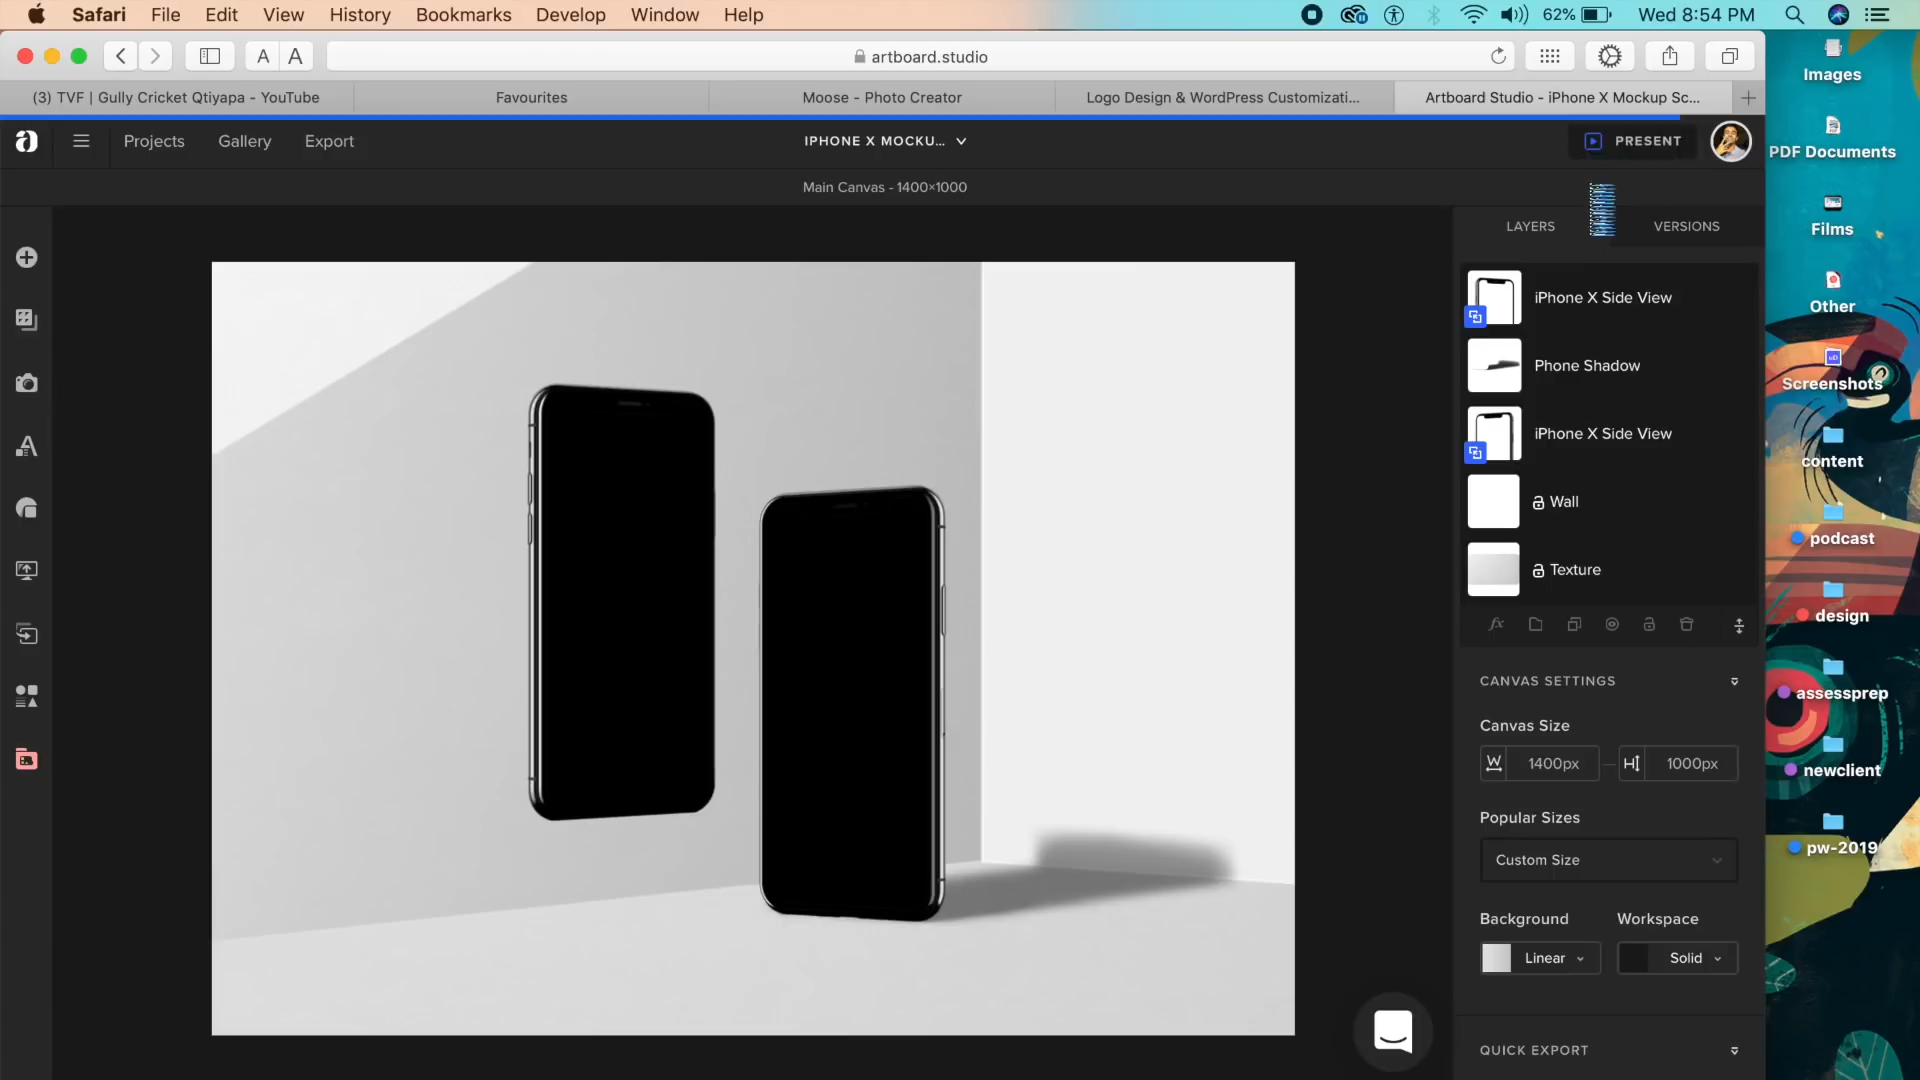 Safari File Edit View History Bookmarks Develop Window Help 62% Wed 8:54 PM
A A artboard.studio
(3) TVF | Gully Cricket Qtiyapa - YouTube Favourites Moose - Photo Creator Logo Design & WordPress Customizati... Artboard Studio - iPhone X Mockup Sc...
Projects Gallery Export IPHONE X MOCKU... PRESENT
Main Canvas - 1400×1000
LAYERS VERSIONS
iPhone X Side View
Phone Shadow
iPhone X Side View
Wall
Texture
fx
CANVAS SETTINGS
Canvas Size
W 1400px H 1000px
Popular Sizes
Custom Size
Background Workspace
Linear Solid
QUICK EXPORT
Images
PDF Documents
Films
Other
Screenshots
content
podcast
design
assessprep
newclient
pw-2019